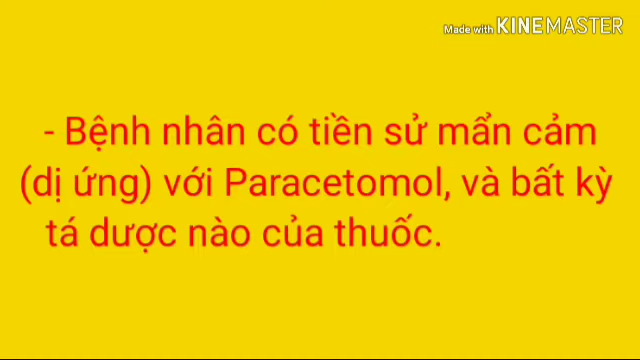 Made with KINEMASTER
- Bệnh nhân có tiền sử mẩn cảm
(dị ứng) với Paracetomol, và bất kỳ
tá dược nào của thuốc.